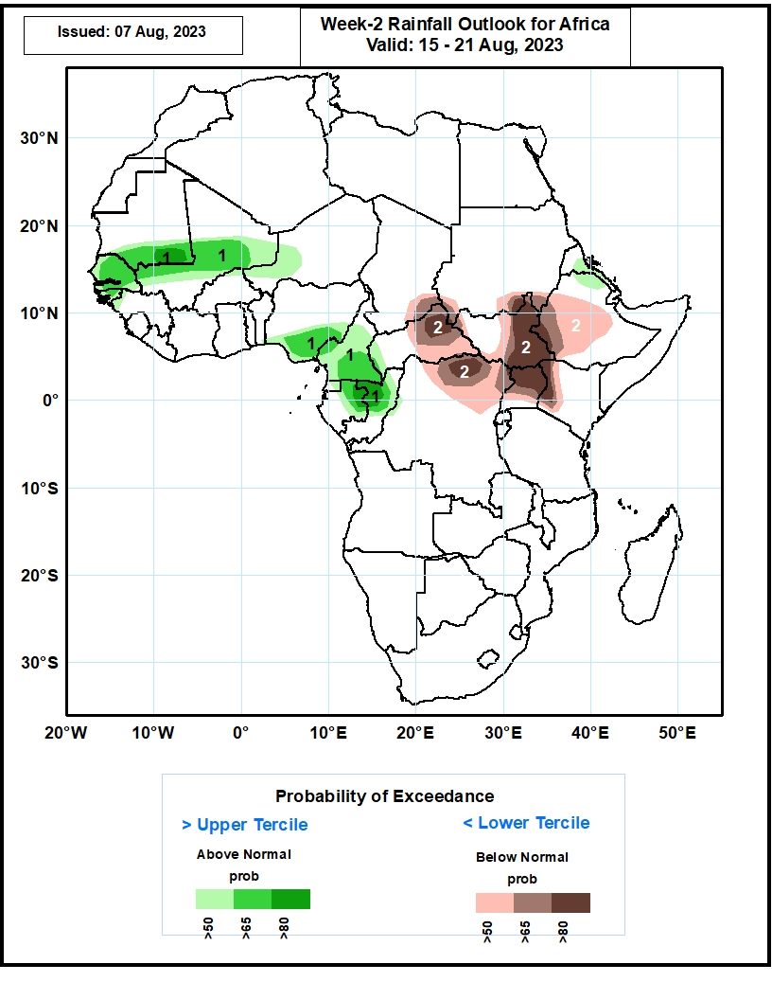 Issued: 07 Aug, 2023
Week-2 Rainfall Outlook for Africa
Valid: 15 - 21 Aug, 2023
30°N
20°N
10°N
0°
10°S
20°S
30°S
1
1
1
1
1
2
2
2
2
20°W
10°W
0°
10°E
20°E
30°E
40°E
50°E
Probability of Exceedance
> Upper Tercile
< Lower Tercile
Above Normal
Below Normal
prob
prob
>50
>65
>80
>50
>65
>80